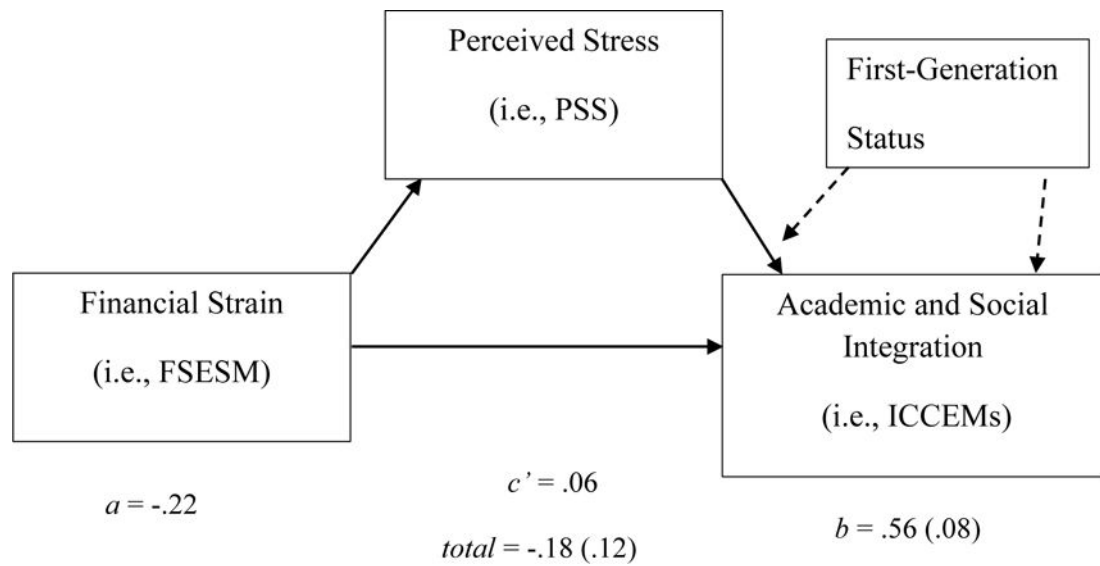 Perceived Stress
(i.e., PSS)
First-Generation
Status
Financial Strain
(i.e., FSESM)
Academic and Social
Integration
(i.e., ICCEMs)
a = -.22
c’ = .06
total = -.18 (.12)
b = .56 (.08)